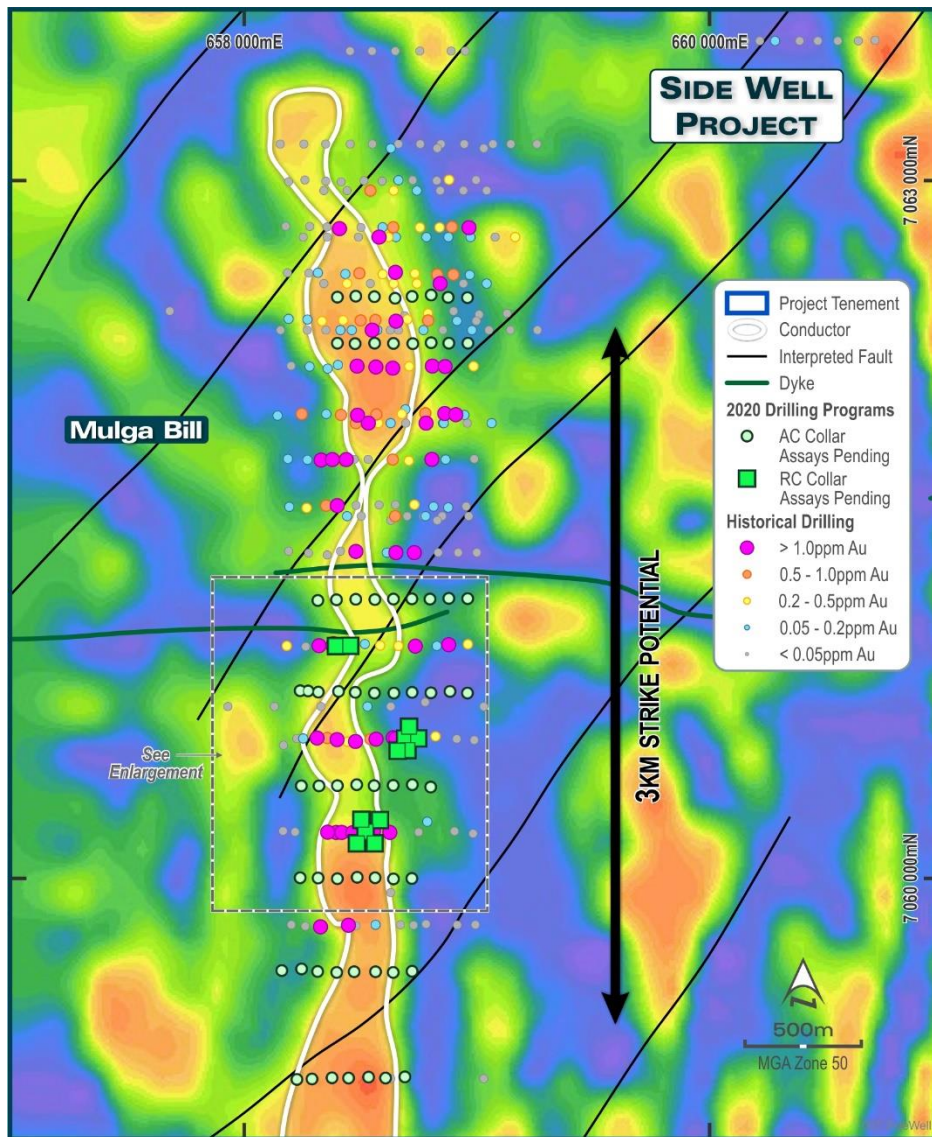 658 000mE
660 000mE
SIDE WELL
PROJECT
7 063 000mN
Mulga Bill
Project Tenement
Conductor
Interpreted Fault
Dyke
2020 Drilling Programs
AC Collar
Assays Pending
RC Collar
Assays Pending
Historical Drilling
> 1.0ppm Au
0.5 - 1.0ppm Au
0.2 - 0.5ppm Au
0.05 - 0.2ppm Au
< 0.05ppm Au
3KM STRIKE POTENTIAL
See
Enlargement
7 060 000mN
N
500m
MGA Zone 50